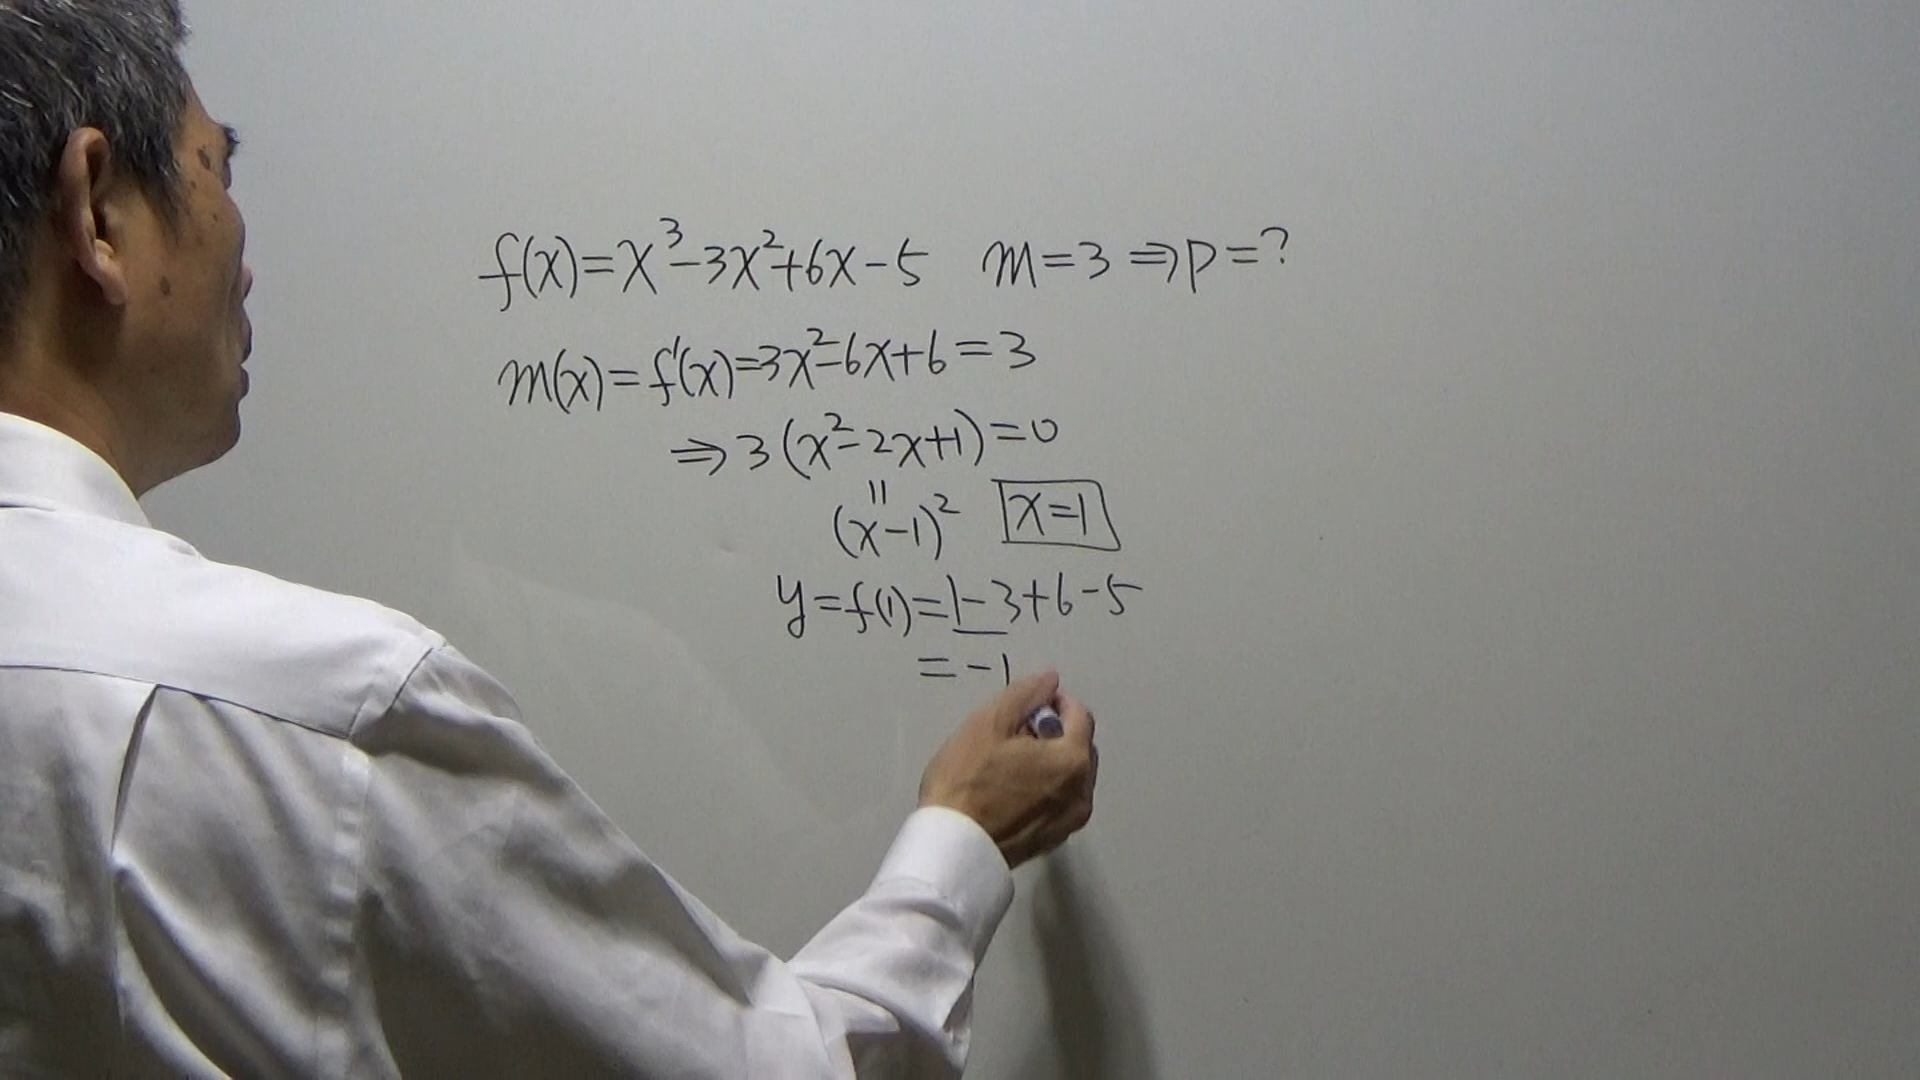 f(x)=x³-3x²+6x-5 m=3 ⇒ p=?
m(x)=f'(x)=3x²-6x+6=3
⇒ 3(x²-2x+1)=0
॥
(x-1)² x=1
y=f(1)=1-3+6-5
=-1